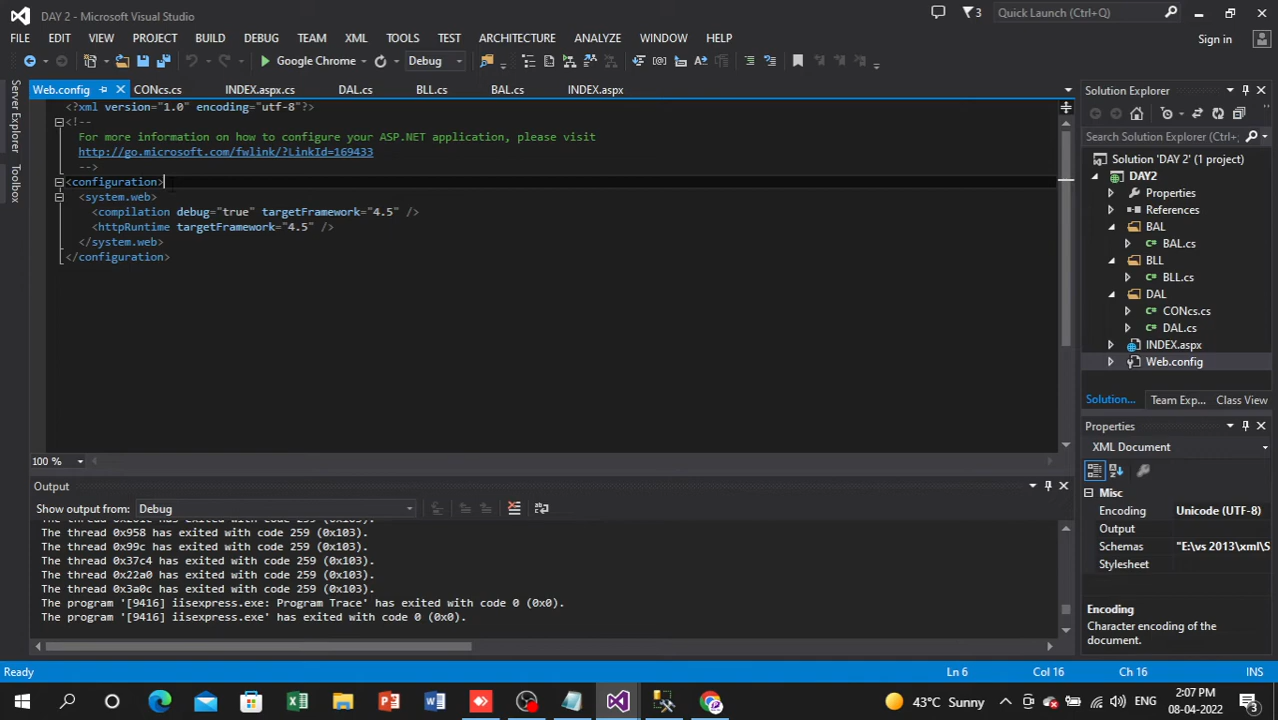 DAY 2 - Microsoft Visual Studio
3
Quick Launch (Ctrl+Q)
FILE EDIT VIEW PROJECT BUILD DEBUG TEAM XML TOOLS TEST ARCHITECTURE ANALYZE WINDOW HELP
Sign in
Google Chrome
Debug
Server Explorer
Toolbox
Web.config CONcs.cs INDEX.aspx.cs DAL.cs BLL.cs BAL.cs INDEX.aspx
<?xml version="1.0" encoding="utf-8"?>
<!--
For more information on how to configure your ASP.NET application, please visit
http://go.microsoft.com/fwlink/?LinkId=169433
-->
<configuration>
<system.web>
<compilation debug="true" targetFramework="4.5" />
<httpRuntime targetFramework="4.5" />
</system.web>
</configuration>
100 %
Output
Show output from: Debug
The thread 0x958 has exited with code 259 (0x103).
The thread 0x99c has exited with code 259 (0x103).
The thread 0x37c4 has exited with code 259 (0x103).
The thread 0x22a0 has exited with code 259 (0x103).
The thread 0x3a0c has exited with code 259 (0x103).
The program '[9416] iisexpress.exe: Program Trace' has exited with code 0 (0x0).
The program '[9416] iisexpress.exe' has exited with code 0 (0x0).
Solution Explorer
Search Solution Explorer (Ctrl+;)
Solution 'DAY 2' (1 project)
DAY2
Properties
References
BAL
BAL.cs
BLL
BLL.cs
DAL
CONcs.cs
DAL.cs
INDEX.aspx
Web.config
Solution... Team Exp... Class View
Properties
XML Document
Misc
Encoding Unicode (UTF-8)
Output
Schemas "E:\vs 2013\xml\S
Stylesheet
Encoding
Character encoding of the
document.
Ready
Ln 6 Col 16 Ch 16 INS
43°C Sunny
ENG
2:07 PM
08-04-2022
3